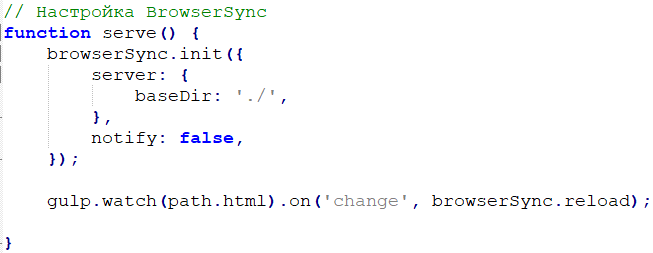 // Настройка BrowserSync
function serve() {
    browserSync.init({
        server: {
            baseDir: './',
        },
        notify: false,
    });
    gulp.watch(path.html).on('change', browserSync.reload);
}